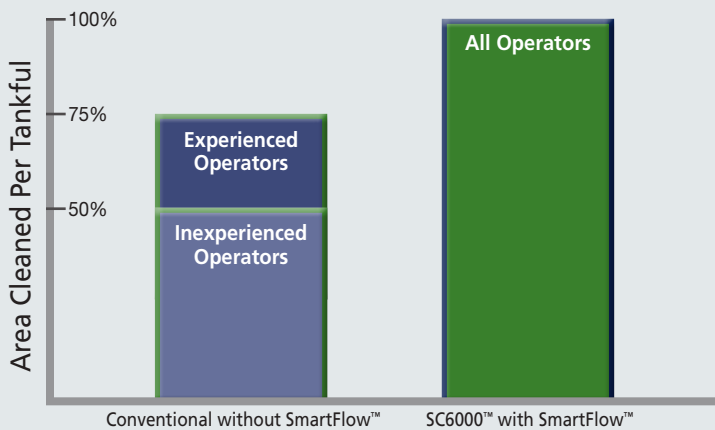 Area Cleaned Per Tankful
100%
75%
50%
Experienced
Operators
Inexperienced
Operators
All Operators
Conventional without SmartFlow™
SC6000™ with SmartFlow™